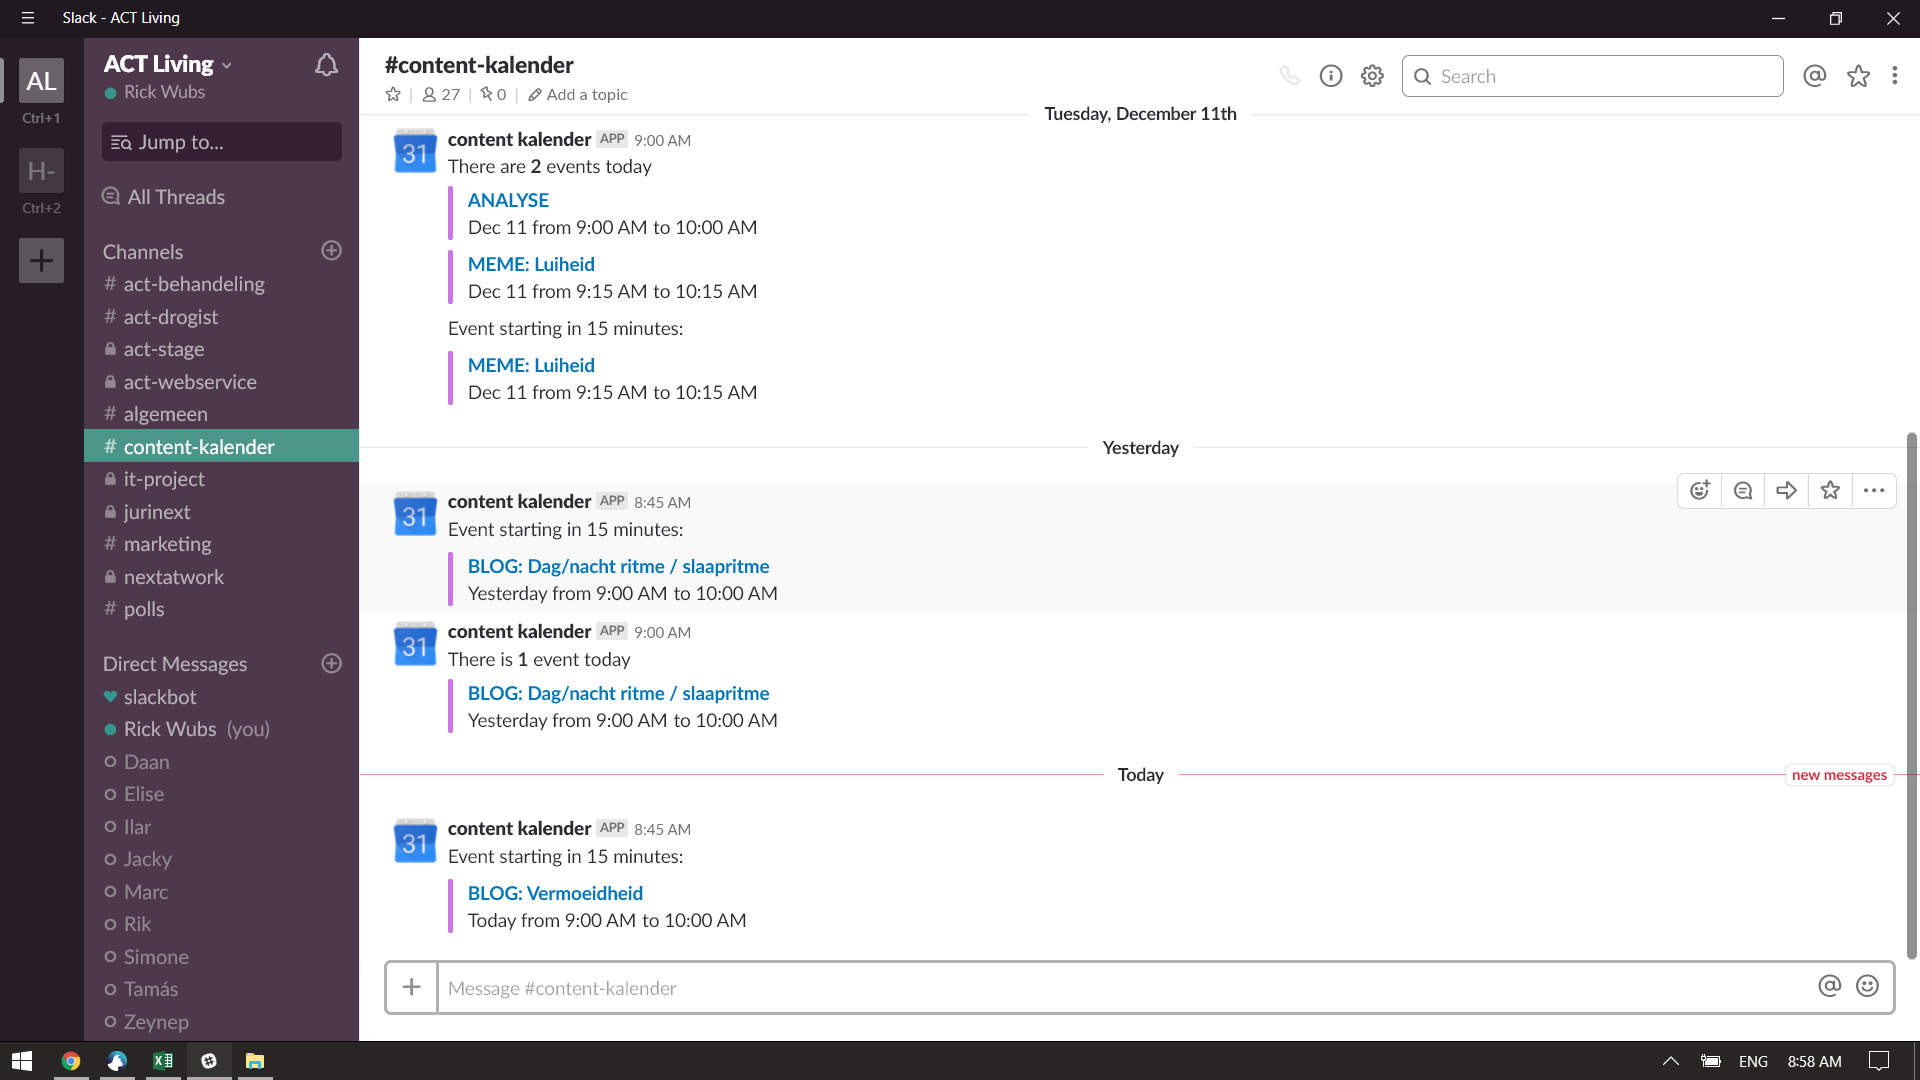 Slack - ACT Living
AL
Ctrl+1
H-
Ctrl+2
ACT Living
Rick Wubs
Jump to...
All Threads
Channels
# act-behandeling
# act-drogist
act-stage
act-webservice
# algemeen
# content-kalender
it-project
jurinext
# marketing
nextatwork
# polls
Direct Messages
slackbot
Rick Wubs (you)
Daan
Elise
Ilar
Jacky
Marc
Rik
Simone
Tamás
Zeynep
#content-kalender
27
0
Add a topic
Search
Tuesday, December 11th
31
content kalender APP 9:00 AM
There are 2 events today
ANALYSE
Dec 11 from 9:00 AM to 10:00 AM
MEME: Luiheid
Dec 11 from 9:15 AM to 10:15 AM
Event starting in 15 minutes:
MEME: Luiheid
Dec 11 from 9:15 AM to 10:15 AM
Yesterday
31
content kalender APP 8:45 AM
Event starting in 15 minutes:
BLOG: Dag/nacht ritme / slaapritme
Yesterday from 9:00 AM to 10:00 AM
31
content kalender APP 9:00 AM
There is 1 event today
BLOG: Dag/nacht ritme / slaapritme
Yesterday from 9:00 AM to 10:00 AM
Today
new messages
31
content kalender APP 8:45 AM
Event starting in 15 minutes:
BLOG: Vermoeidheid
Today from 9:00 AM to 10:00 AM
Message #content-kalender
ENG
8:58 AM